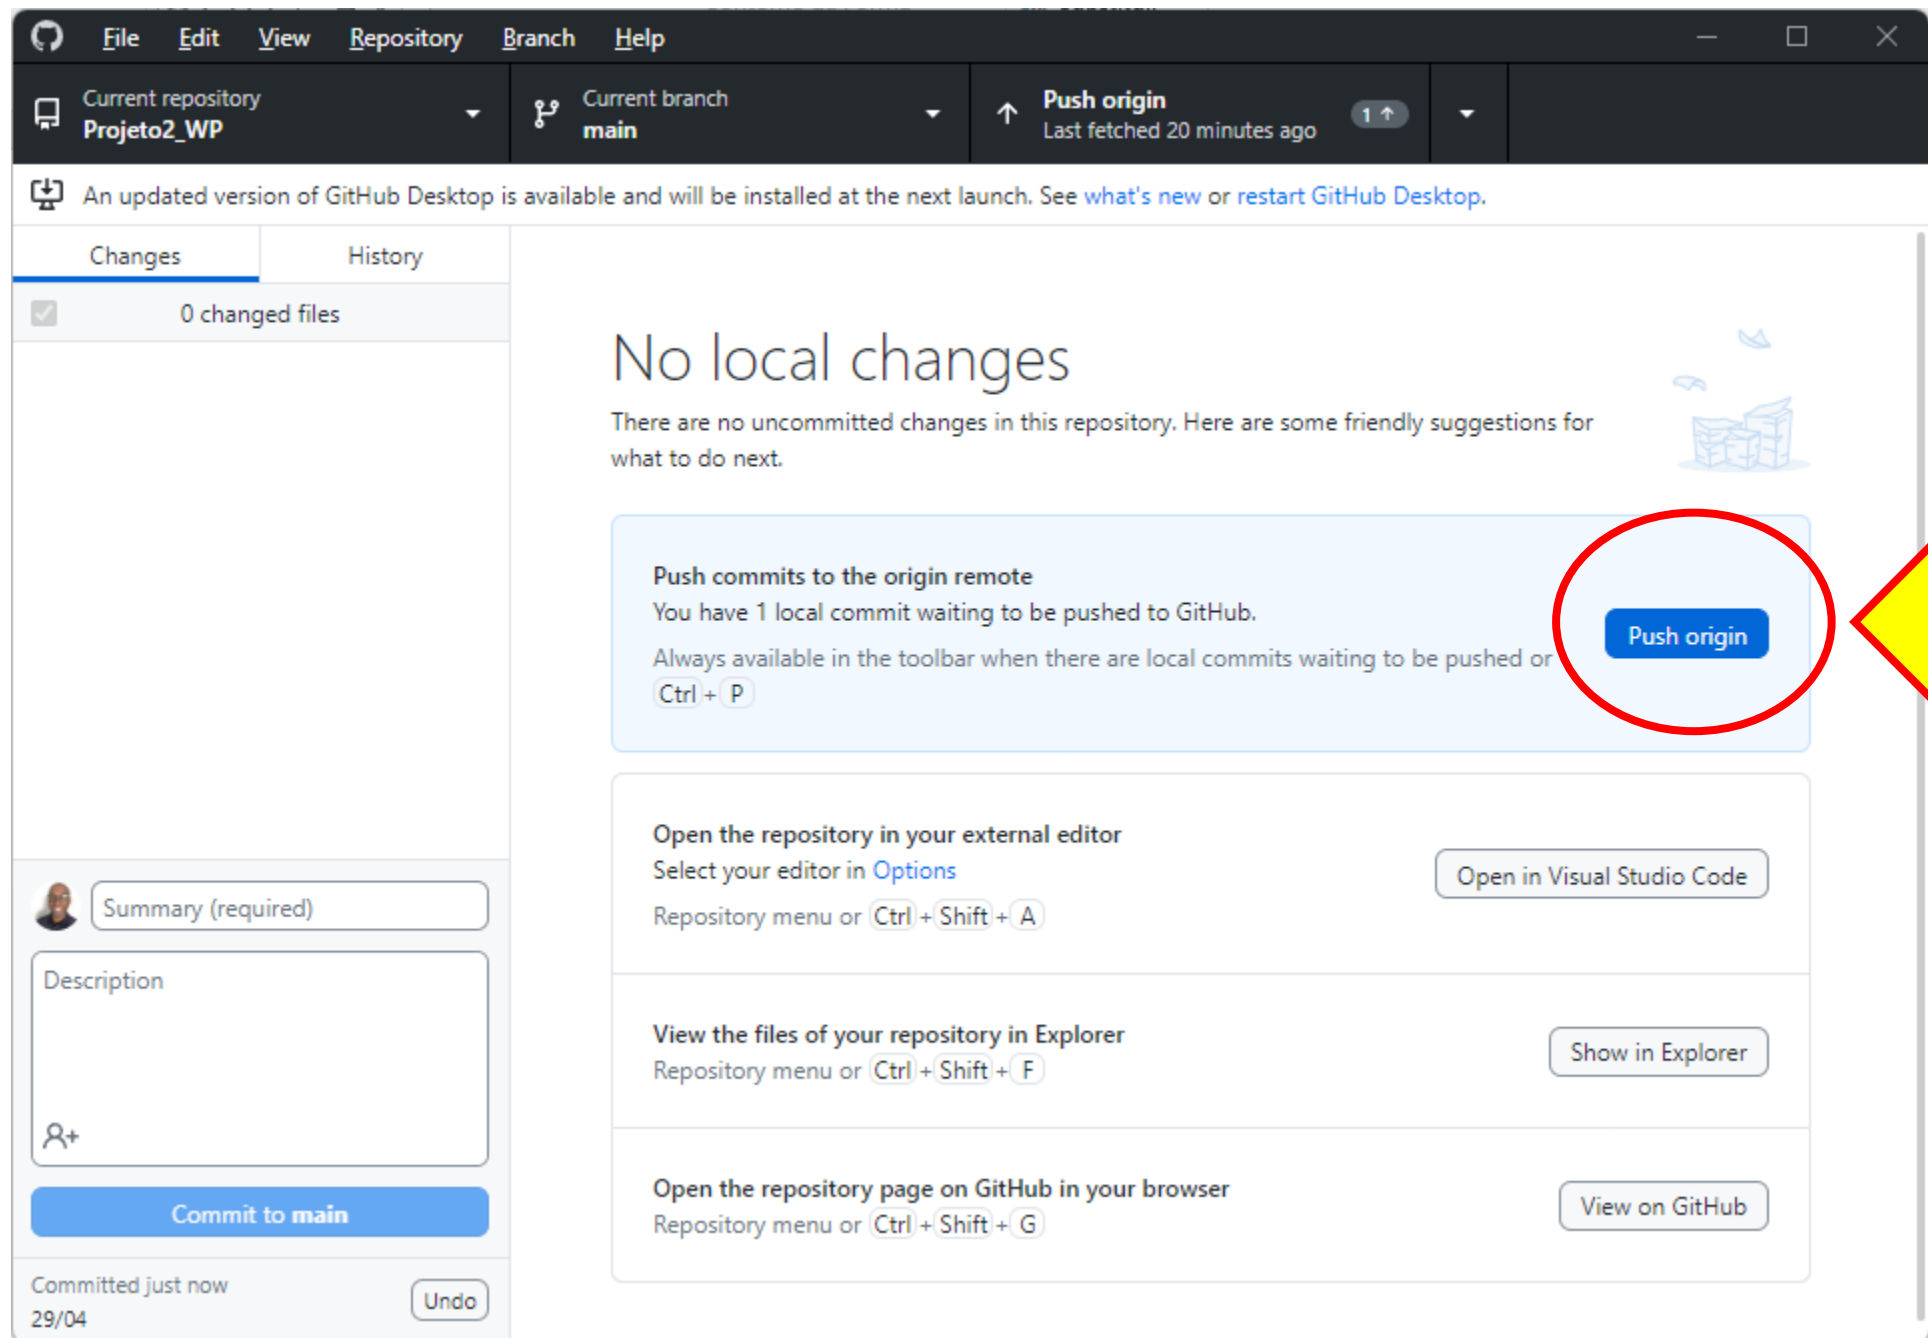 File Edit View Repository Branch Help
Current repository
Projeto2_WP
Current branch
main
Push origin
Last fetched 20 minutes ago
1
An updated version of GitHub Desktop is available and will be installed at the next launch. See what's new or restart GitHub Desktop.
Changes
History
0 changed files
No local changes
There are no uncommitted changes in this repository. Here are some friendly suggestions for
what to do next.
Push commits to the origin remote
You have 1 local commit waiting to be pushed to GitHub.
Always available in the toolbar when there are local commits waiting to be pushed or
Ctrl + P
Push origin
Open the repository in your external editor
Select your editor in Options
Repository menu or Ctrl + Shift + A
Open in Visual Studio Code
View the files of your repository in Explorer
Repository menu or Ctrl + Shift + F
Show in Explorer
Open the repository page on GitHub in your browser
Repository menu or Ctrl + Shift + G
View on GitHub
Summary (required)
Description
Commit to main
Committed just now
29/04
Undo